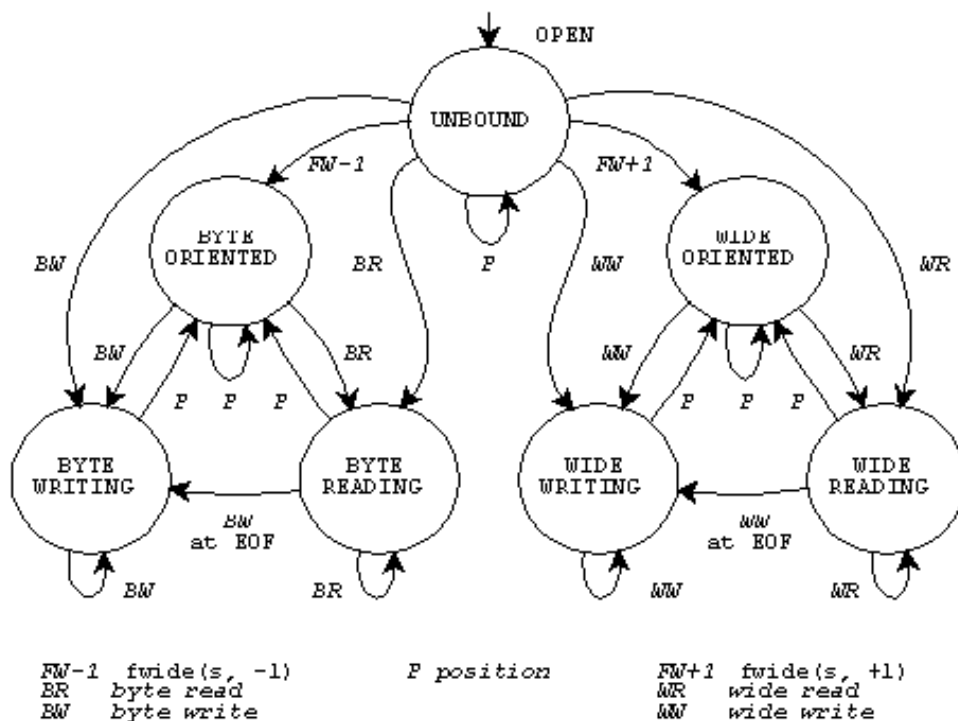 OPEN
UNBOUND
FW-1
FW+1
BYTE
ORIENTED
WIDE
ORIENTED
BW
BR
P
WW
WR
BW
BR
WW
WR
P
P
P
P
P
P
BYTE
WRITING
BYTE
READING
WIDE
WRITING
WIDE
READING
BW
at EOF
WW
at EOF
BW
BR
WW
WR
FW-1 fwide(s, -1)
P position
FW+1 fwide(s, +1)
BR byte read
WR wide read
BW byte write
WW wide write